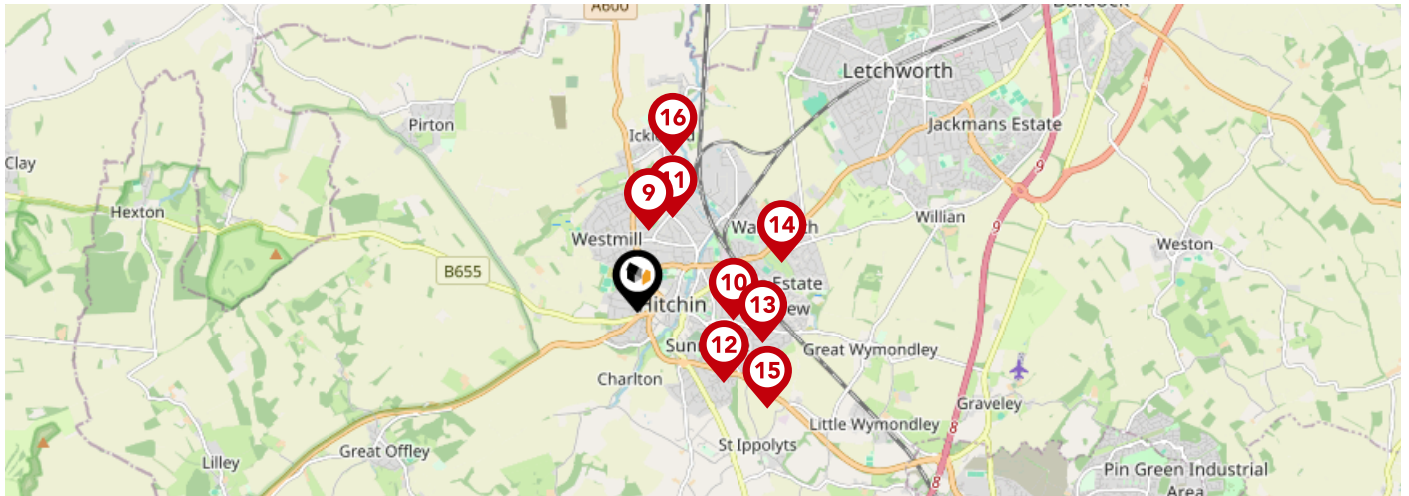 A600
Baldock
Letchworth
Pirton
16
Jackmans Estate
Clay
9
11
9
Hexton
Willian
14
9
Westmill
Weston
B655
10
Estate
Hitchin
13
12
Great Wymondley
15
Charlton
Graveley
Little Wymondley
8
St Ippolyts
Great Offley
Lilley
Pin Green Industrial
Area
8